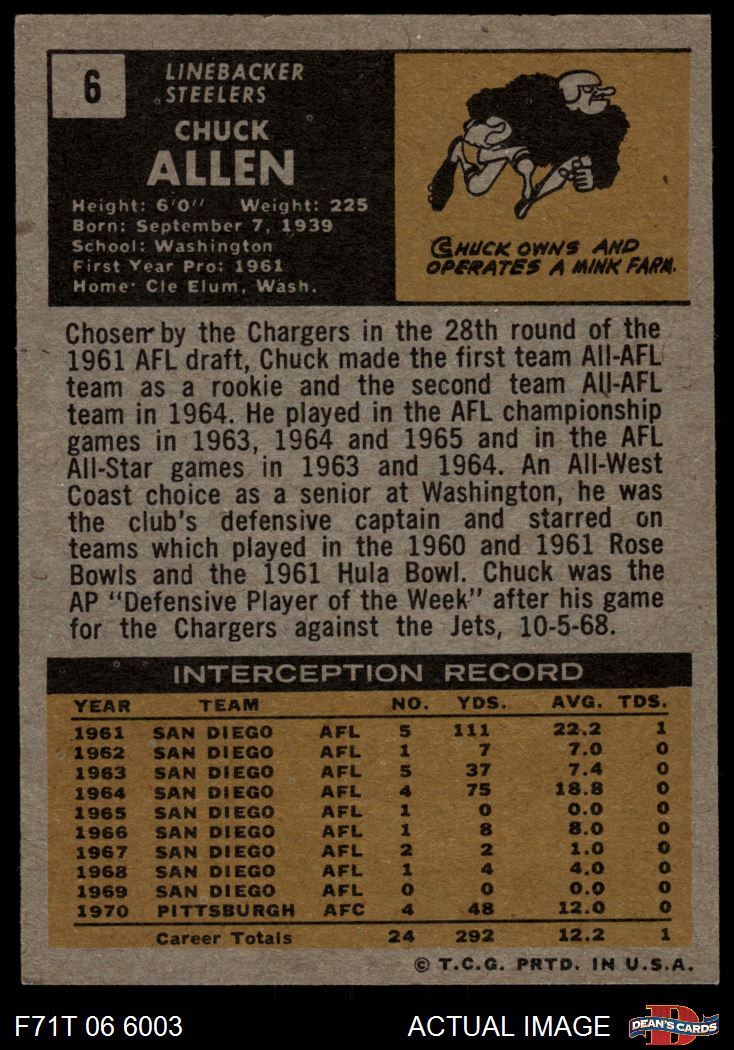 6
LINEBACKER
STEELERS
CHUCK
ALLEN
Height: 6'0" Weight: 225
Born: September 7, 1939
School: Washington
First Year Pro: 1961
Home: Cle Elum, Wash.
CHUCK OWNS AND
OPERATES A MINK FARM.
Chosen by the Chargers in the 28th round of the
1961 AFL draft, Chuck made the first team All-AFL
team as a rookie and the second team All-AFL
team in 1964. He played in the AFL championship
games in 1963, 1964 and 1965 and in the AFL
All-Star games in 1963 and 1964. An All-West
Coast choice as a senior at Washington, he was
the club's defensive captain and starred on
teams which played in the 1960 and 1961 Rose
Bowls and the 1961 Hula Bowl. Chuck was the
AP "Defensive Player of the Week" after his game
for the Chargers against the Jets, 10-5-68.
INTERCEPTION RECORD
YEAR TEAM NO. YDS. AVG. TDS.
1961 SAN DIEGO AFL 5 111 22.2 1
1962 SAN DIEGO AFL 1 7 7.0 0
1963 SAN DIEGO AFL 5 37 7.4 0
1964 SAN DIEGO AFL 4 75 18.8 0
1965 SAN DIEGO AFL 1 0 0.0 0
1966 SAN DIEGO AFL 1 8 8.0 0
1967 SAN DIEGO AFL 2 2 1.0 0
1968 SAN DIEGO AFL 1 4 4.0 0
1969 SAN DIEGO AFL 0 0 0.0 0
1970 PITTSBURGH AFC 4 48 12.0 0
Career Totals 24 292 12.2 1
© T.C.G. PRTD. IN U.S.A.
F71T 06 6003 ACTUAL IMAGE D DEAN'S CARDS